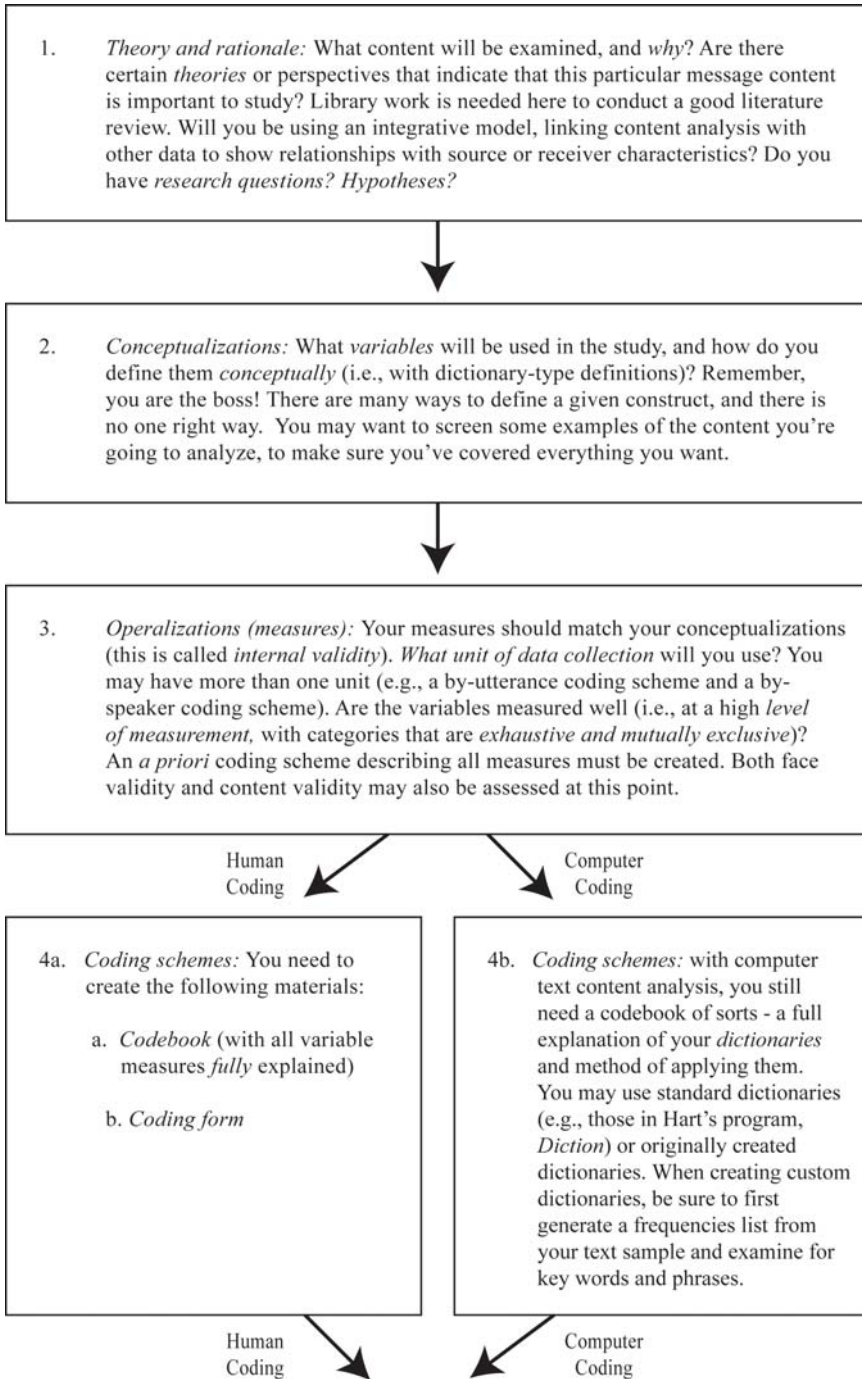 1. Theory and rationale: What content will be examined, and why? Are there
certain theories or perspectives that indicate that this particular message content
is important to study? Library work is needed here to conduct a good literature
review. Will you be using an integrative model, linking content analysis with
other data to show relationships with source or receiver characteristics? Do you
have research questions? Hypotheses?
2. Conceptualizations: What variables will be used in the study, and how do you
define them conceptually (i.e., with dictionary-type definitions)? Remember,
you are the boss! There are many ways to define a given construct, and there is
no one right way. You may want to screen some examples of the content you’re
going to analyze, to make sure you’ve covered everything you want.
3. Operalizations (measures): Your measures should match your conceptualizations
(this is called internal validity). What unit of data collection will you use? You
may have more than one unit (e.g., a by-utterance coding scheme and a by-
speaker coding scheme). Are the variables measured well (i.e., at a high level
of measurement, with categories that are exhaustive and mutually exclusive)?
An a priori coding scheme describing all measures must be created. Both face
validity and content validity may also be assessed at this point.
Human
Coding
Computer
Coding
4a. Coding schemes: You need to
create the following materials:
a. Codebook (with all variable
measures fully explained)
b. Coding form
4b. Coding schemes: with computer
text content analysis, you still
need a codebook of sorts - a full
explanation of your dictionaries
and method of applying them.
You may use standard dictionaries
(e.g., those in Hart’s program,
Diction) or originally created
dictionaries. When creating custom
dictionaries, be sure to first
generate a frequencies list from
your text sample and examine for
key words and phrases.
Human
Coding
Computer
Coding